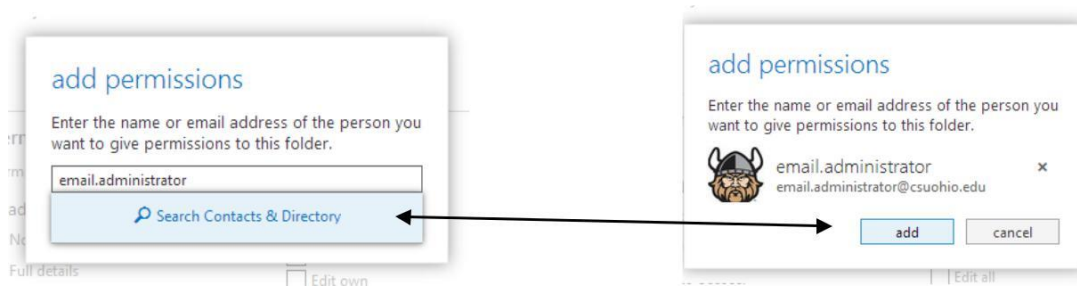 add permissions
Enter the name or email address of the person you
want to give permissions to this folder.
email.administrator
Search Contacts & Directory
Full details
Edit own
add permissions
Enter the name or email address of the person you
want to give permissions to this folder.
email.administrator
email.administrator@csuohio.edu
add cancel
Edit all